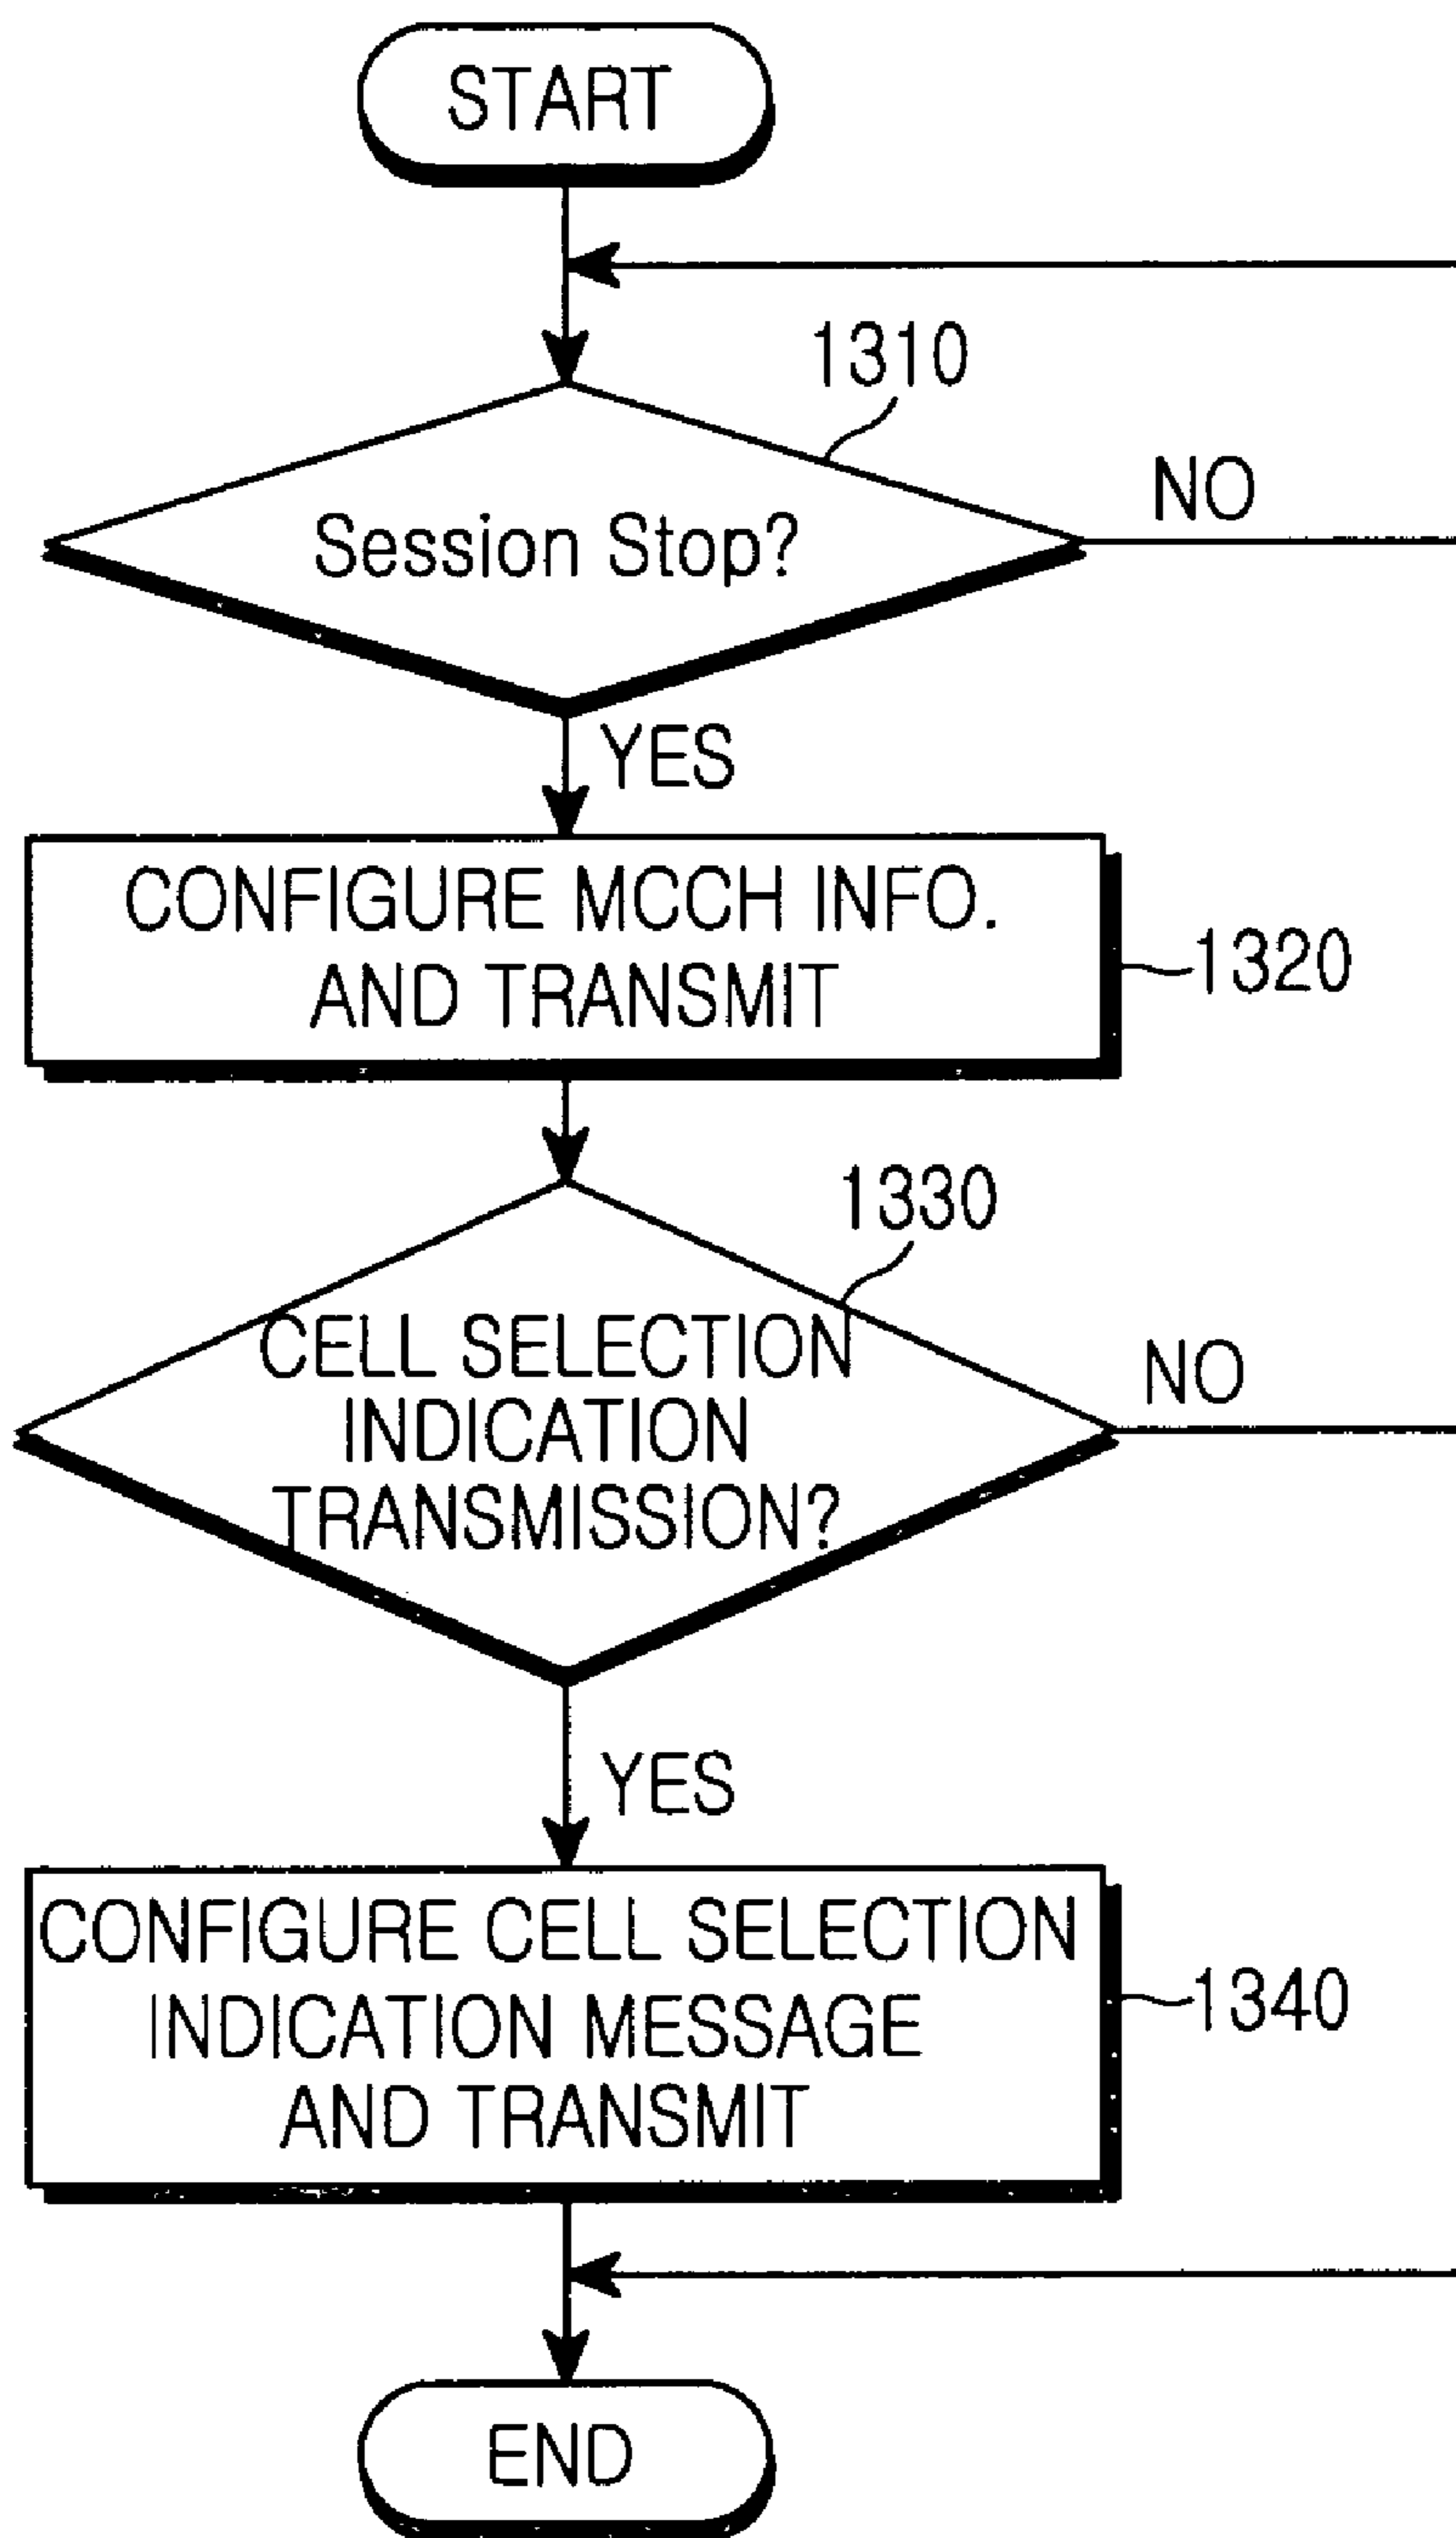 START
1310
NO
Session Stop?
YES
CONFIGURE MCCH INFO.
AND TRANSMIT
1320
1330
CELL SELECTION
INDICATION
TRANSMISSION?
NO
YES
CONFIGURE CELL SELECTION
INDICATION MESSAGE
AND TRANSMIT
1340
END